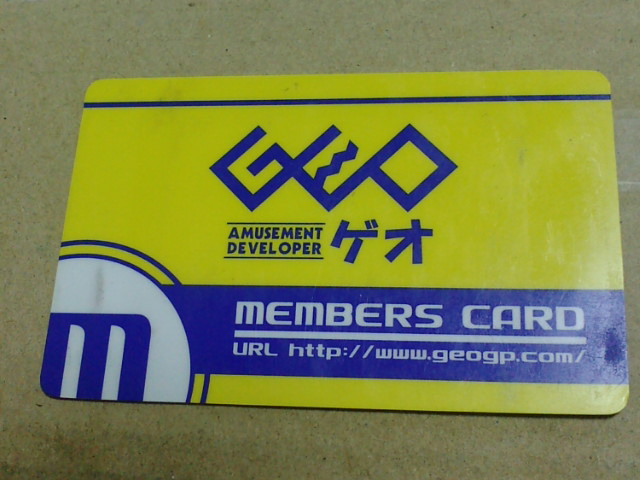 GEO
AMUSEMENT
DEVELOPER
ゲオ
m
MEMBERS CARD
URL http://www.geogp.com/